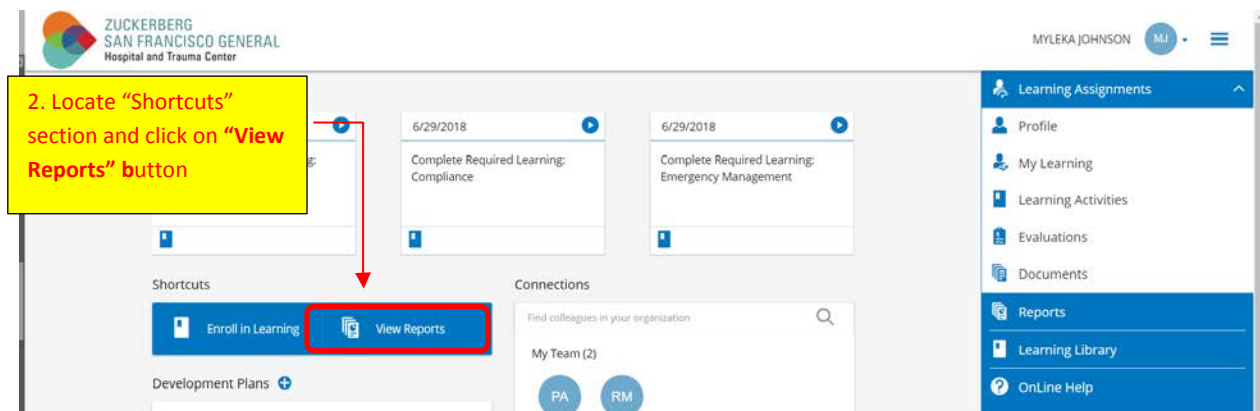 ZUCKERBERG
SAN FRANCISCO GENERAL
Hospital and Trauma Center
MYLEKA JOHNSON
MJ
2. Locate “Shortcuts”
section and click on “View
Reports” button
6/29/2018
Complete Required Learning:
Compliance
6/29/2018
Complete Required Learning:
Emergency Management
Shortcuts
Enroll in Learning
View Reports
Development Plans
Connections
Find colleagues in your organization
My Team (2)
PA
RM
Learning Assignments
Profile
My Learning
Learning Activities
Evaluations
Documents
Reports
Learning Library
OnLine Help